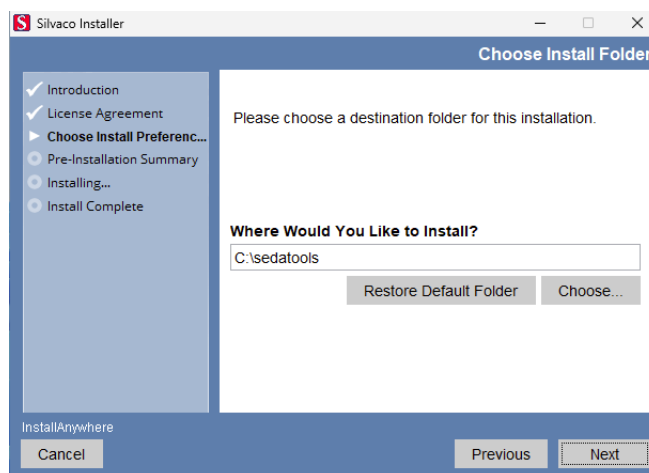 Silvaco Installer
Choose Install Folder
Introduction
License Agreement
Choose Install Preferenc...
Pre-Installation Summary
Installing...
Install Complete
Please choose a destination folder for this installation.
Where Would You Like to Install?
C:\sedatools
Restore Default Folder Choose...
InstallAnywhere
Cancel Previous Next